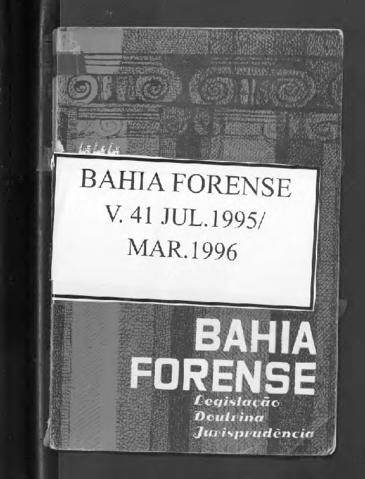 BAHIA FORENSE
V. 41 JUL.1995/
MAR.1996
BAHIA
FORENSE
Legislação
Doutrina
Jurisprudência